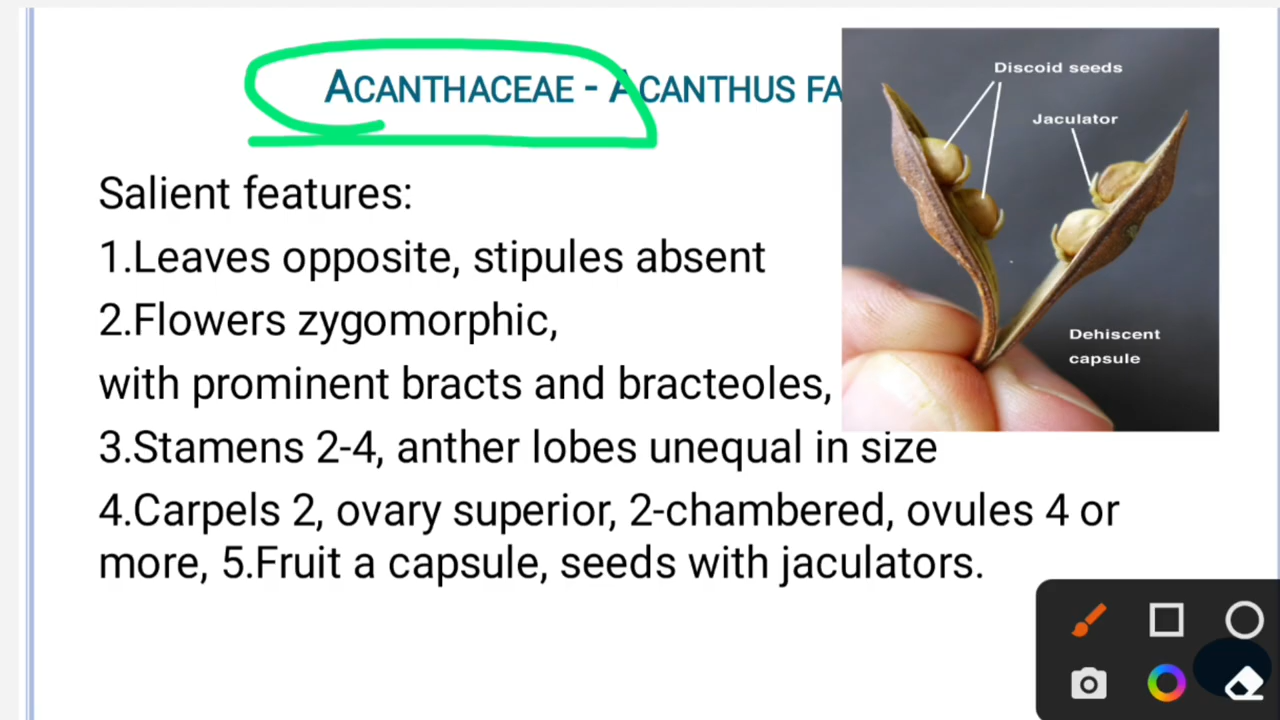 ACANTHACEAE - ACANTHUS FA
Discoid seeds
Jaculator
Dehiscent
capsule
Salient features:
1.Leaves opposite, stipules absent
2.Flowers zygomorphic,
with prominent bracts and bracteoles,
3.Stamens 2-4, anther lobes unequal in size
4.Carpels 2, ovary superior, 2-chambered, ovules 4 or
more, 5.Fruit a capsule, seeds with jaculators.